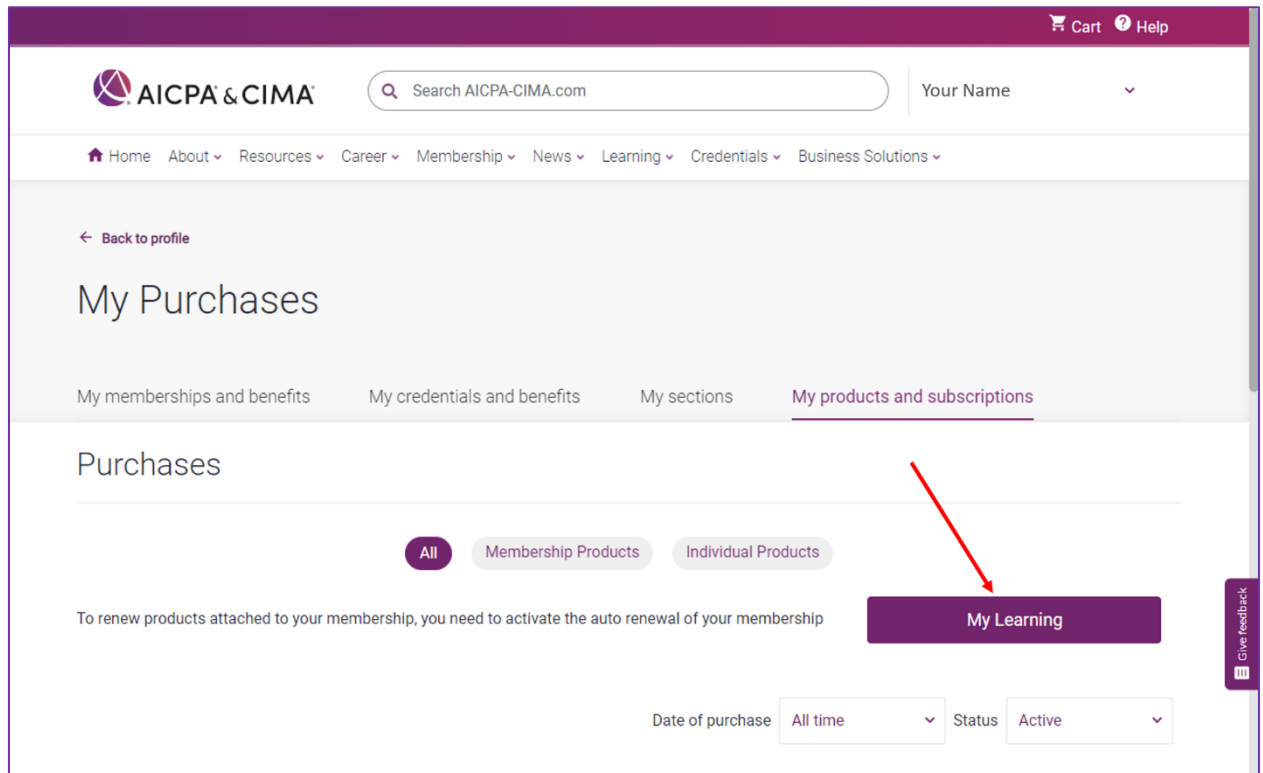 Cart Help
AICPA & CIMA Search AICPA-CIMA.com Your Name
Home About Resources Career Membership News Learning Credentials Business Solutions
← Back to profile
My Purchases
My memberships and benefits My credentials and benefits My sections My products and subscriptions
Purchases
All Membership Products Individual Products
To renew products attached to your membership, you need to activate the auto renewal of your membership My Learning
Give feedback
Date of purchase All time Status Active